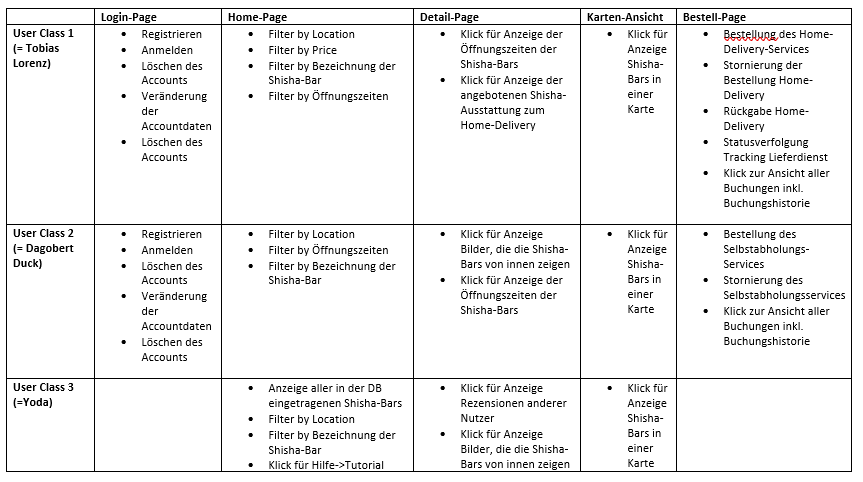 Login-Page
Home-Page
Detail-Page
Karten-Ansicht
Bestell-Page
User Class 1
(= Tobias
Lorenz)
• Registrieren
• Anmelden
• Löschen des
Accounts
• Veränderung
der
Accountdaten
• Löschen des
Accounts
• Filter by Location
• Filter by Price
• Filter by Bezeichnung der
Shisha-Bar
• Filter by Öffnungszeiten
• Klick für Anzeige der
Öffnungszeiten der
Shisha-Bars
• Klick für Anzeige der
angebotenen Shisha-
Ausstattung zum
Home-Delivery
• Klick für
Anzeige
Shisha-
Bars in
einer
Karte
• Bestellung des Home-
Delivery-Services
• Stornierung der
Bestellung Home-
Delivery
• Rückgabe Home-
Delivery
• Statusverfolgung
Tracking Lieferdienst
• Klick zur Ansicht aller
Buchungen inkl.
Buchungshistorie
User Class 2
(= Dagobert
Duck)
• Registrieren
• Anmelden
• Löschen des
Accounts
• Veränderung
der
Accountdaten
• Löschen des
Accounts
• Filter by Location
• Filter by Öffnungszeiten
• Filter by Bezeichnung der
Shisha-Bar
• Klick für Anzeige
Bilder, die die Shisha-
Bars von innen zeigen
• Klick für Anzeige der
Öffnungszeiten der
Shisha-Bars
• Klick für
Anzeige
Shisha-
Bars in
einer
Karte
• Bestellung des
Selbstabholungs-
Services
• Stornierung des
Selbstabholungsservices
• Klick zur Ansicht aller
Buchungen inkl.
Buchungshistorie
User Class 3
(=Yoda)
• Anzeige aller in der DB
eingetragenen Shisha-Bars
• Filter by Location
• Filter by Bezeichnung der
Shisha-Bar
• Klick für Hilfe->Tutorial
• Klick für Anzeige
Rezensionen anderer
Nutzer
• Klick für Anzeige
Bilder, die die Shisha-
Bars von innen zeigen
• Klick für
Anzeige
Shisha-
Bars in
einer
Karte